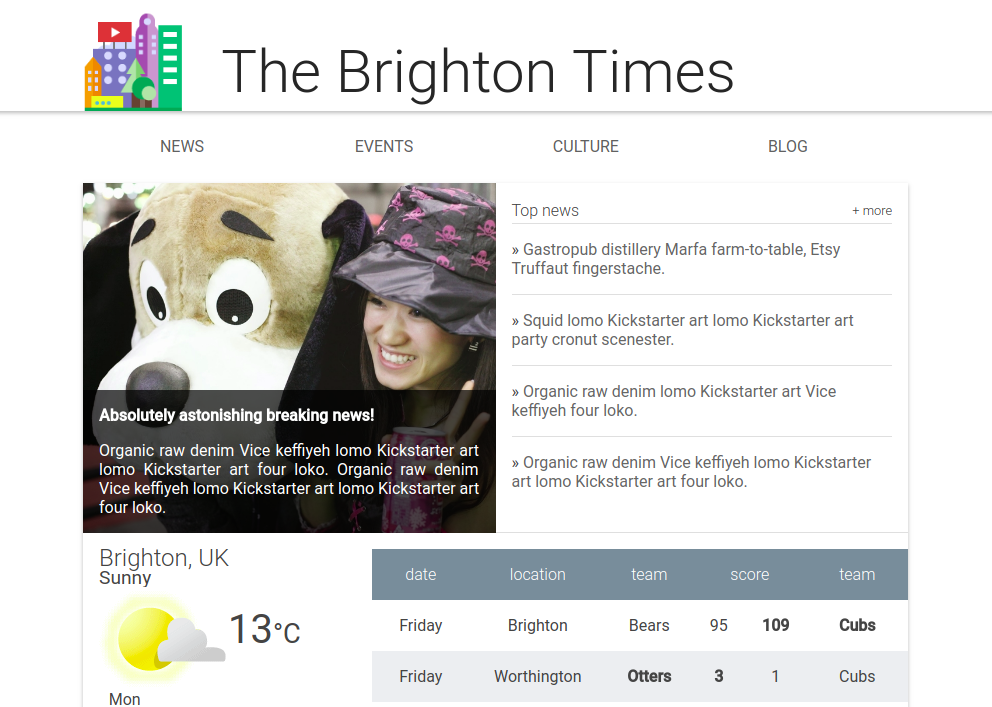 The Brighton Times
NEWS EVENTS CULTURE BLOG
Absolutely astonishing breaking news!
Organic raw denim Vice keffiyeh lomo Kickstarter art
lomo Kickstarter art four loko. Organic raw denim
Vice keffiyeh lomo Kickstarter art lomo Kickstarter art
four loko.
Top news + more
» Gastropub distillery Marfa farm-to-table, Etsy
Truffaut fingerstache.
» Squid lomo Kickstarter art lomo Kickstarter art
party cronut scenester.
» Organic raw denim lomo Kickstarter art Vice
keffiyeh four loko.
» Organic raw denim Vice keffiyeh lomo Kickstarter
art lomo Kickstarter art four loko.
Brighton, UK
Sunny
13°C
Mon
date location team score team
Friday Brighton Bears 95 109 Cubs
Friday Worthington Otters 3 1 Cubs